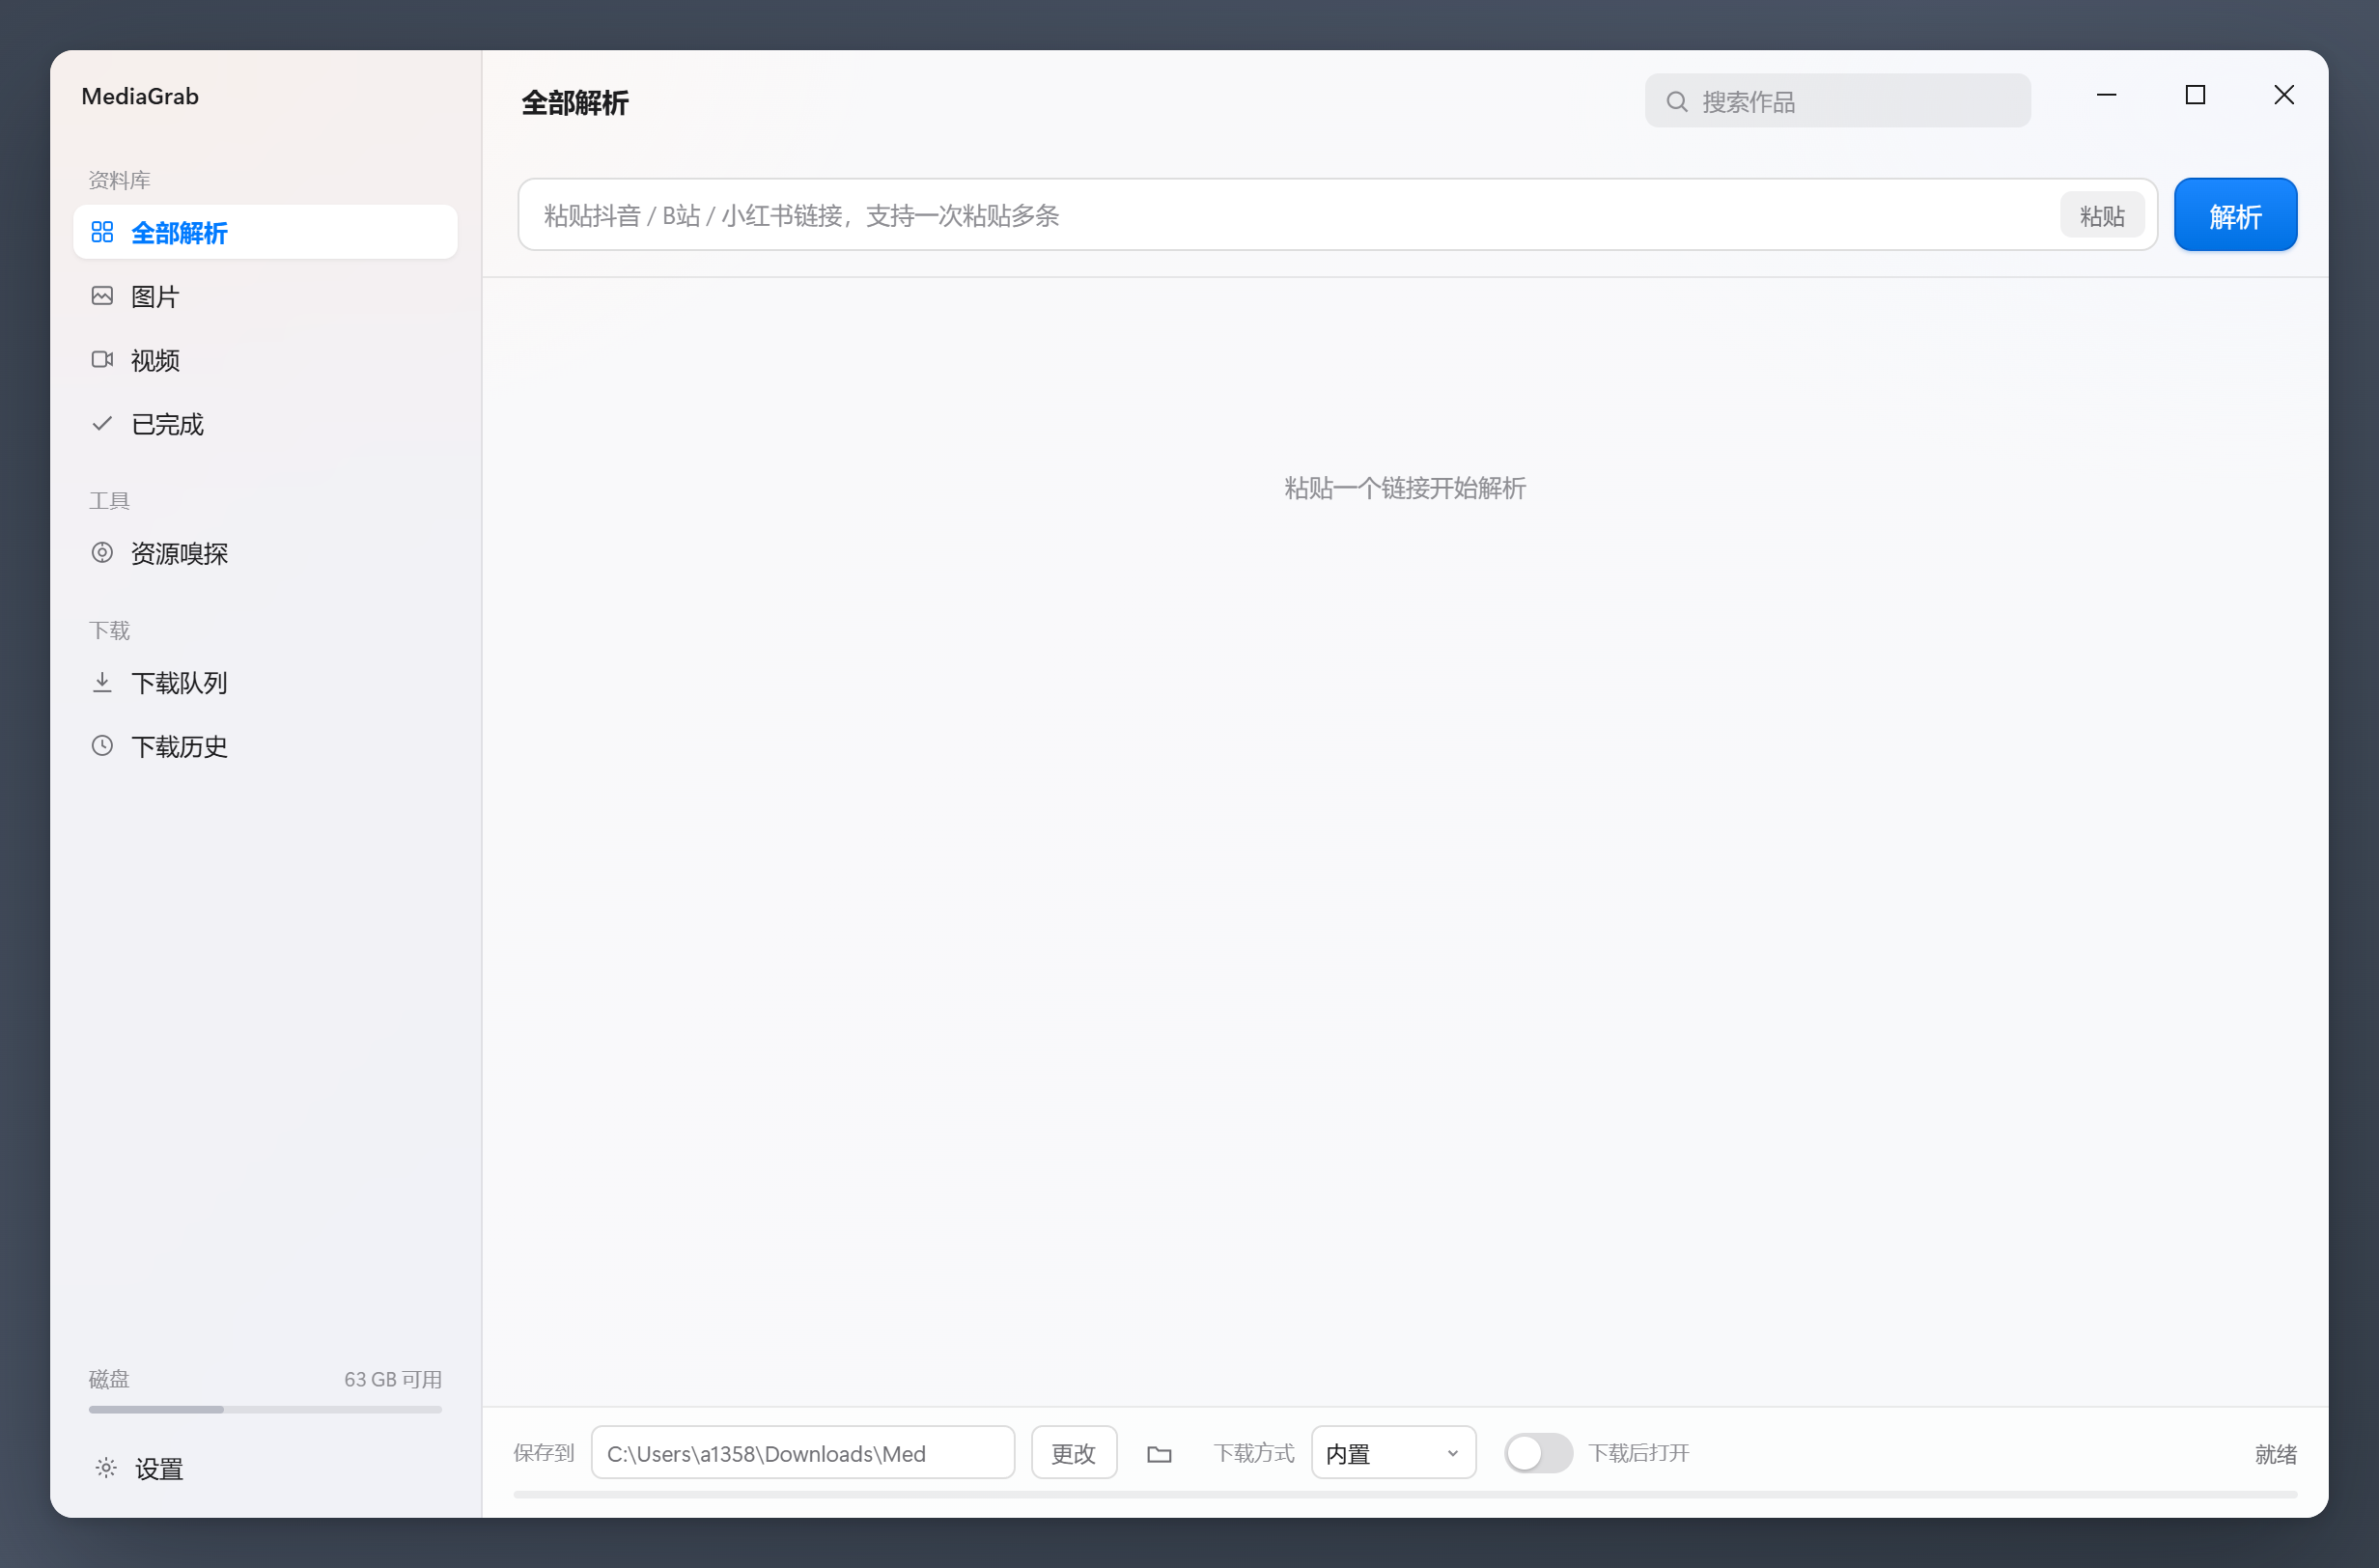 MediaGrab
资料库
全部解析
图片
视频
已完成
工具
资源嗅探
下载
下载队列
下载历史
磁盘 63 GB 可用
设置
全部解析
搜索作品
粘贴抖音 / B站 / 小红书链接，支持一次粘贴多条
粘贴
解析
粘贴一个链接开始解析
保存到 C:\Users\a1358\Downloads\Med 更改 下载方式 内置 下载后打开 就绪